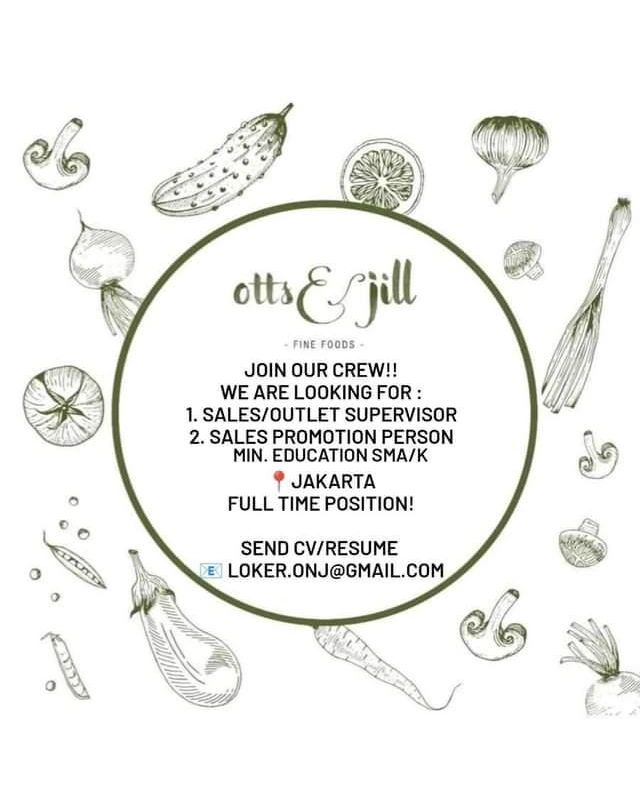 otts & jill
- FINE FOODS -
JOIN OUR CREW!!
WE ARE LOOKING FOR :
1. SALES/OUTLET SUPERVISOR
2. SALES PROMOTION PERSON
MIN. EDUCATION SMA/K
📍JAKARTA
FULL TIME POSITION!
SEND CV/RESUME
📧 LOKER.ONJ@GMAIL.COM